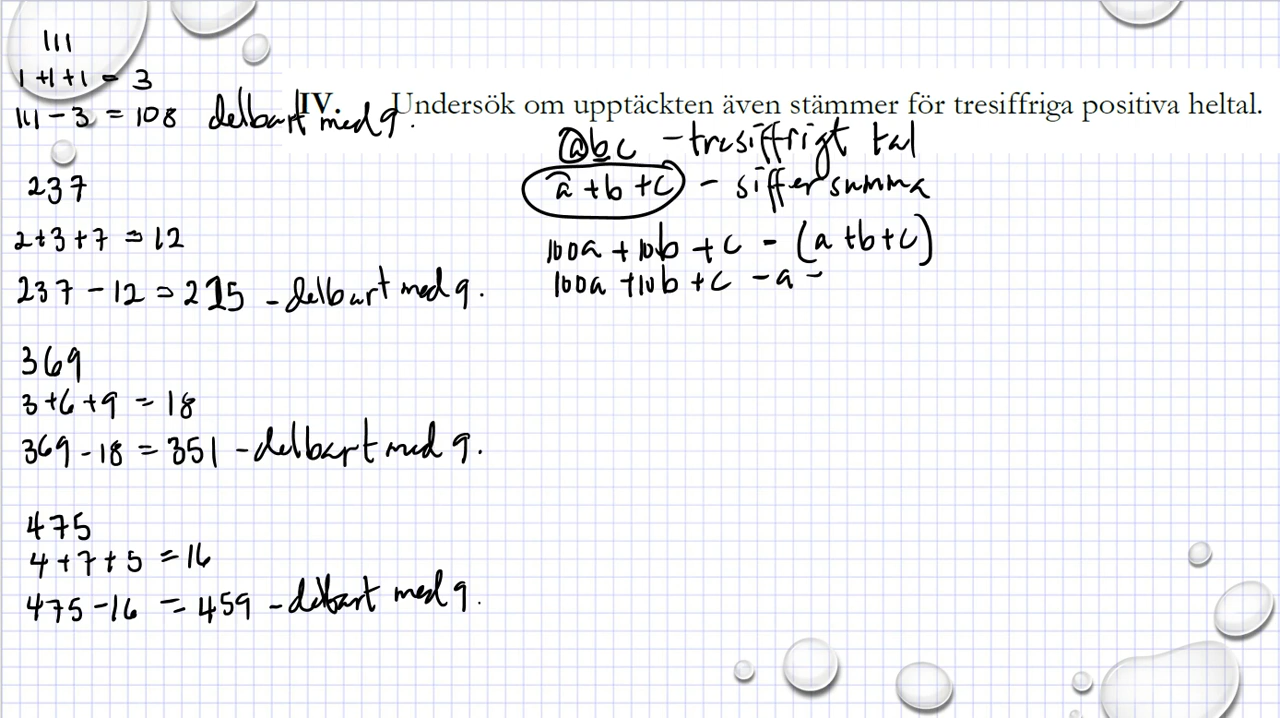 111
1+1+1 = 3
111 - 3 = 108 delbart med 9.
237
2+3+7 = 12
237 - 12 = 225 - delbart med 9.
369
3+6+9 = 18
369 - 18 = 351 - delbart med 9.
475
4+7+5 = 16
475 - 16 = 459 - delbart med 9.
IV. Undersök om upptäckten även stämmer för tresiffriga positiva heltal.
abc - tresiffrigt tal
a+b+c - siffersumma
100a + 10b + c - (a+b+c)
100a + 10b + c - a -